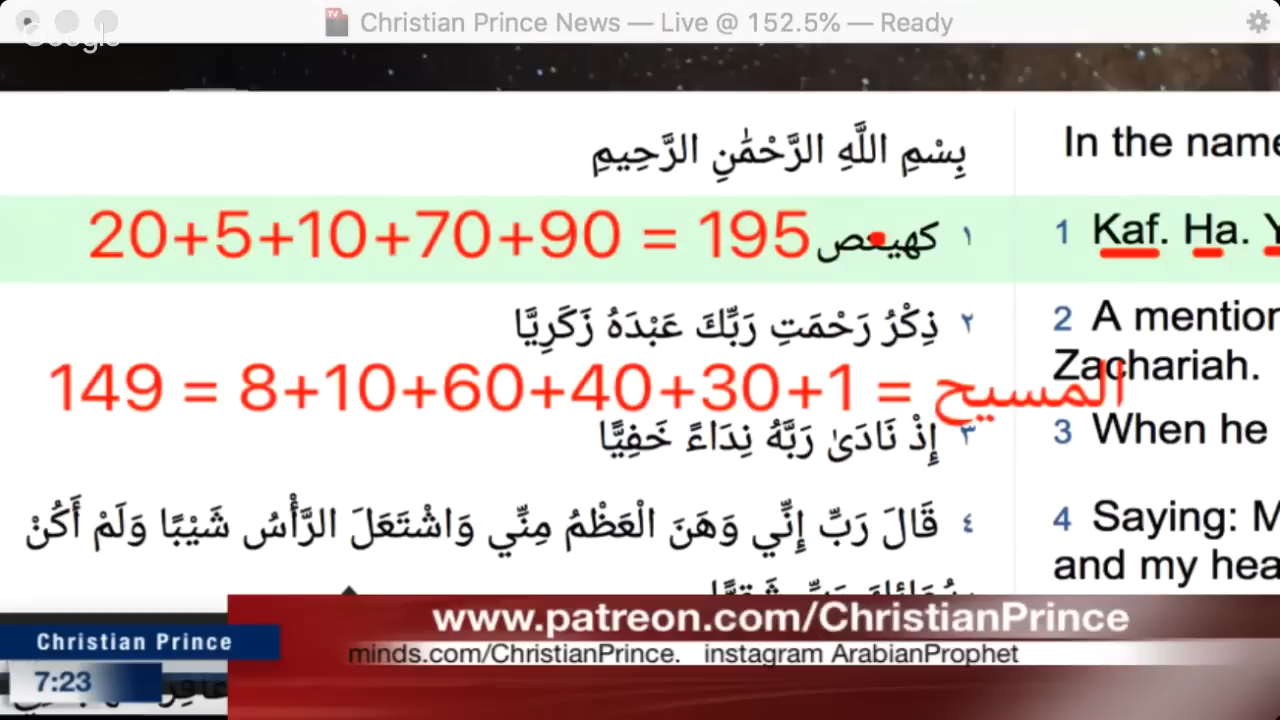 Christian Prince News — Live @ 152.5% — Ready
Google
بِسْمِ اللَّهِ الرَّحْمَٰنِ الرَّحِيمِ
In the name
20+5+10+70+90 = 195
كهيعص ١
1 Kaf. Ha. Y
ذِكْرُ رَحْمَتِ رَبِّكَ عَبْدَهُ زَكَرِيَّا ٢
2 A mention
Zachariah.
149 = 8+10+60+40+30+1 = المسيح
إِذْ نَادَىٰ رَبَّهُ نِدَاءً خَفِيًّا ٣
3 When he
قَالَ رَبِّ إِنِّي وَهَنَ الْعَظْمُ مِنِّي وَاشْتَعَلَ الرَّأْسُ شَيْبًا وَلَمْ أَكُنْ ٤
4 Saying: M
and my hea
www.patreon.com/ChristianPrince
Christian Prince
minds.com/ChristianPrince. instagram ArabianProphet
7:23